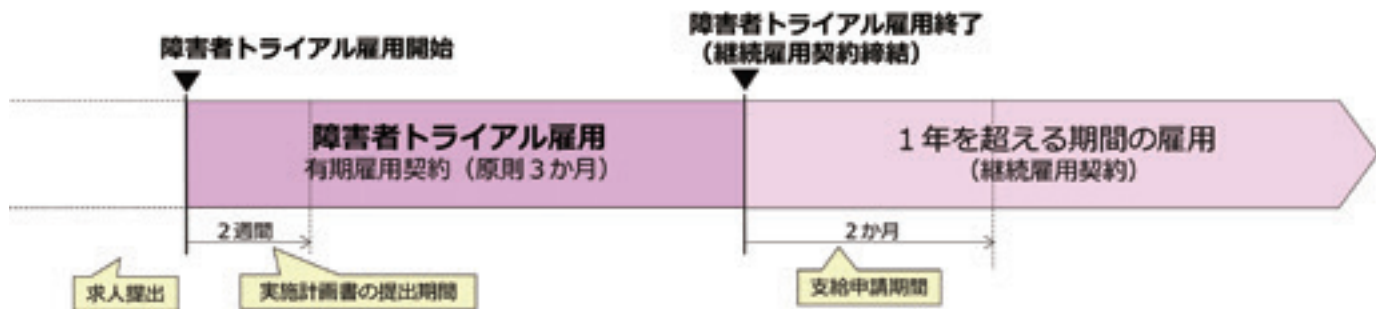 障害者トライアル雇用開始
障害者トライアル雇用終了
（継続雇用契約締結）
障害者トライアル雇用
有期雇用契約（原則３か月）
１年を超える期間の雇用
（継続雇用契約）
２週間
２か月
求人提出
実施計画書の提出期間
支給申請期間